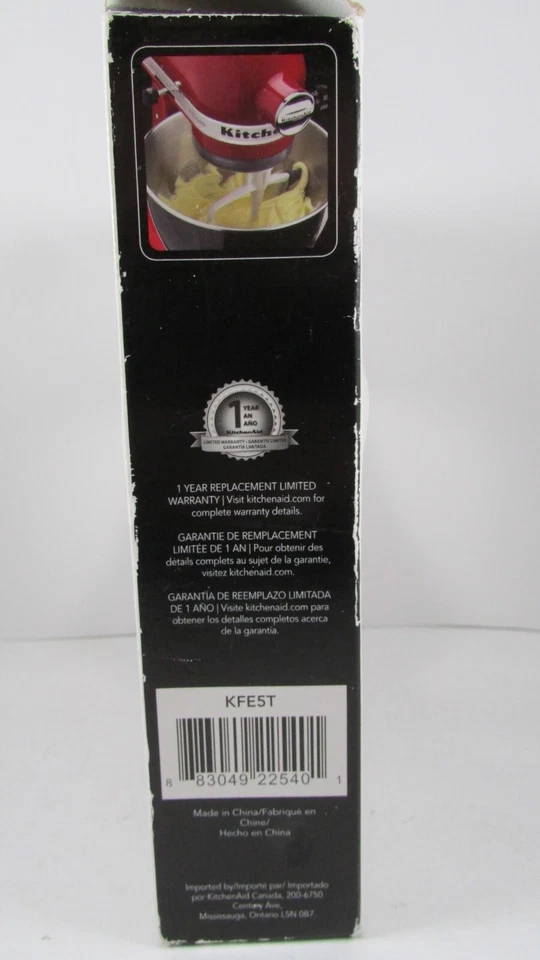 Kitche
1
YEAR
AN
AÑO
KitchenAid
LIMITED WARRANTY • GARANTIE LIMITÉE
GARANTÍA LIMITADA
1 YEAR REPLACEMENT LIMITED
WARRANTY | Visit kitchenaid.com for
complete warranty details.
GARANTIE DE REMPLACEMENT
LIMITÉE DE 1 AN | Pour obtenir des
détails complets au sujet de la garantie,
visitez kitchenaid.com.
GARANTÍA DE REEMPLAZO LIMITADA
DE 1 AÑO | Visite kitchenaid.com para
obtener los detalles completos acerca
de la garantía.
KFE5T
8 83049 22540 1
Made in China/Fabriqué en
Chine/
Hecho en China
Imported by/Importé par/ Importado
por KitchenAid Canada, 200-6750
Century Ave,
Mississauga, Ontario L5N 0B7